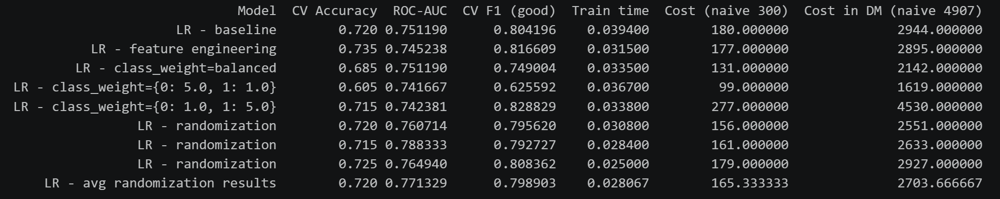 Model CV Accuracy ROC-AUC CV F1 (good) Train time Cost (naive 300) Cost in DM (naive 4907)
LR - baseline 0.720 0.751190 0.804196 0.039400 180.000000 2944.000000
LR - feature engineering 0.735 0.745238 0.816609 0.031500 177.000000 2895.000000
LR - class_weight=balanced 0.685 0.751190 0.749004 0.033500 131.000000 2142.000000
LR - class_weight={0: 5.0, 1: 1.0} 0.605 0.741667 0.625592 0.036700 99.000000 1619.000000
LR - class_weight={0: 1.0, 1: 5.0} 0.715 0.742381 0.828829 0.033800 277.000000 4530.000000
LR - randomization 0.720 0.760714 0.795620 0.030800 156.000000 2551.000000
LR - randomization 0.715 0.788333 0.792727 0.028400 161.000000 2633.000000
LR - randomization 0.725 0.764940 0.808362 0.025000 179.000000 2927.000000
LR - avg randomization results 0.720 0.771329 0.798903 0.028067 165.333333 2703.666667